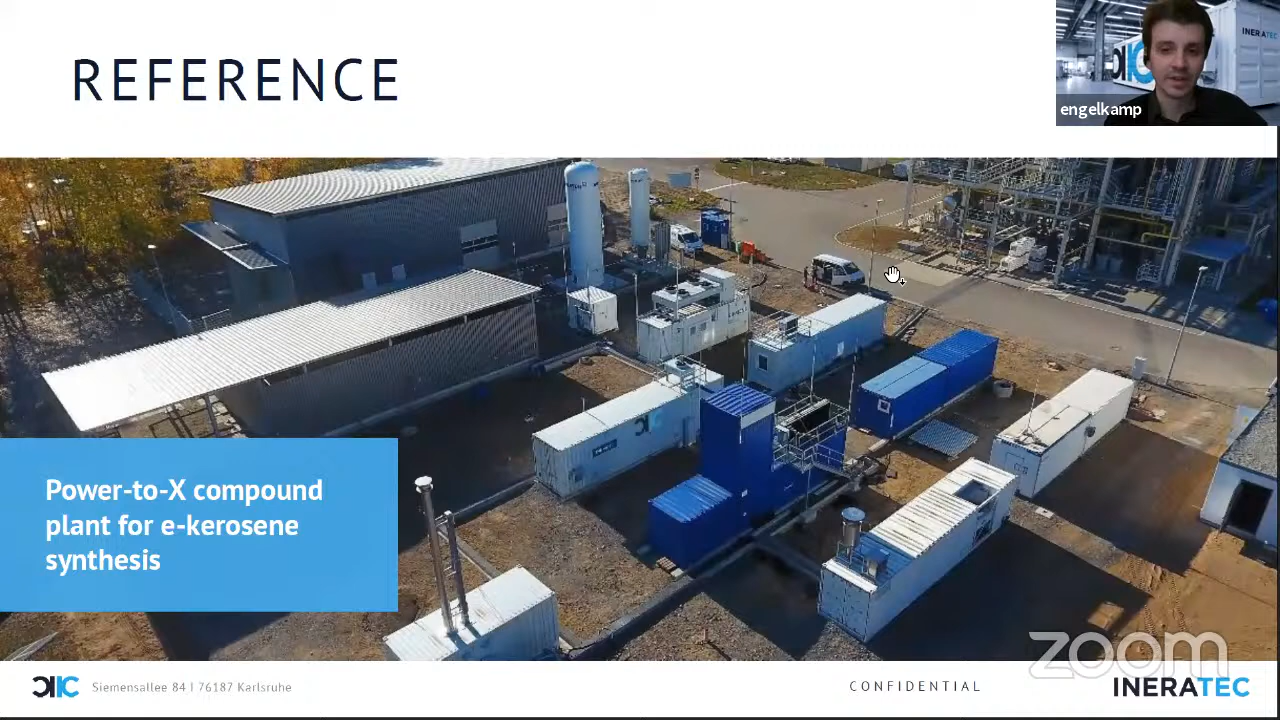 REFERENCE
INERATEC
engelkamp
Power-to-X compound
plant for e-kerosene
synthesis
zoom
Siemensallee 84 | 76187 Karlsruhe
CONFIDENTIAL
INERATEC